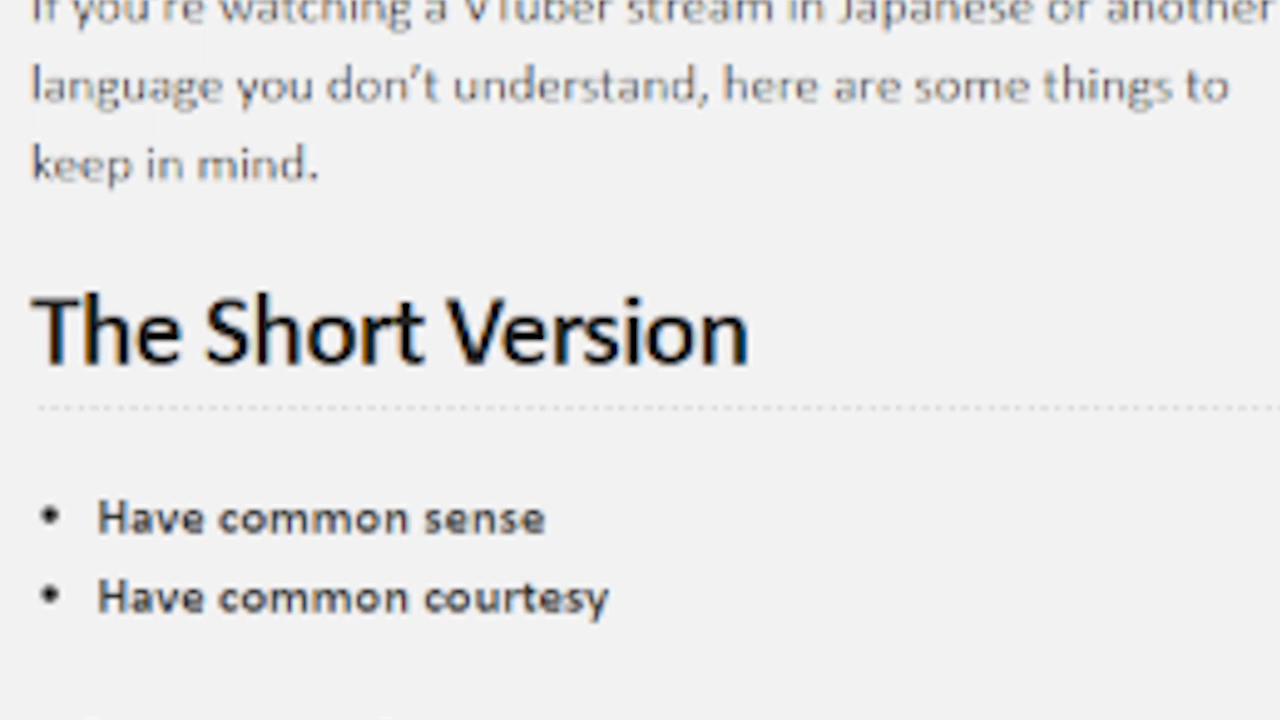 If you're watching a VTuber stream in Japanese or another
language you don't understand, here are some things to
keep in mind.
The Short Version
• Have common sense
• Have common courtesy